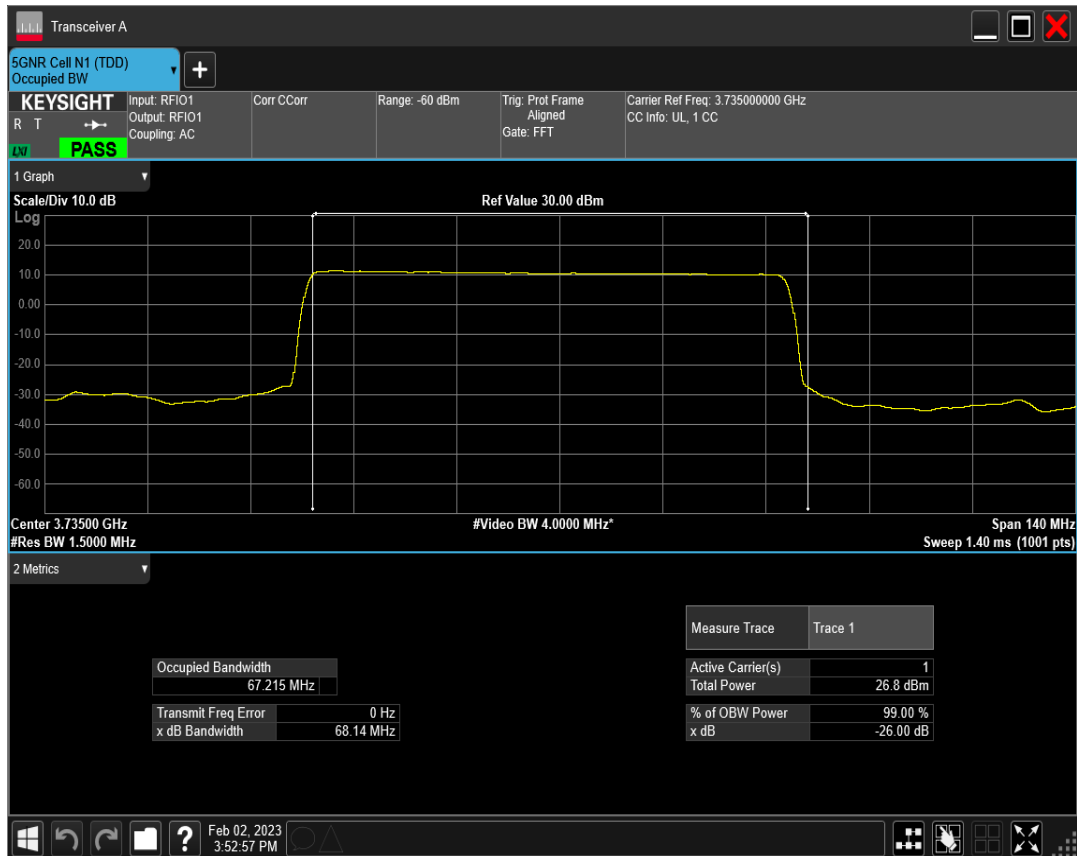 Transceiver A
5GNR Cell N1 (TDD)
Occupied BW
KEYSIGHT
R T
LXI
PASS
Input: RFIO1
Output: RFIO1
Coupling: AC
Corr CCorr
Range: -60 dBm
Trig: Prot Frame
Aligned
Gate: FFT
Carrier Ref Freq: 3.735000000 GHz
CC Info: UL, 1 CC
1 Graph
Scale/Div 10.0 dB
Ref Value 30.00 dBm
Log
20.0
10.0
0.00
-10.0
-20.0
-30.0
-40.0
-50.0
-60.0
Center 3.73500 GHz
#Video BW 4.0000 MHz*
Span 140 MHz
#Res BW 1.5000 MHz
Sweep 1.40 ms (1001 pts)
2 Metrics
Measure Trace Trace 1
Occupied Bandwidth
67.215 MHz
Active Carrier(s) 1
Total Power 26.8 dBm
Transmit Freq Error 0 Hz
x dB Bandwidth 68.14 MHz
% of OBW Power 99.00 %
x dB -26.00 dB
?
Feb 02, 2023
3:52:57 PM